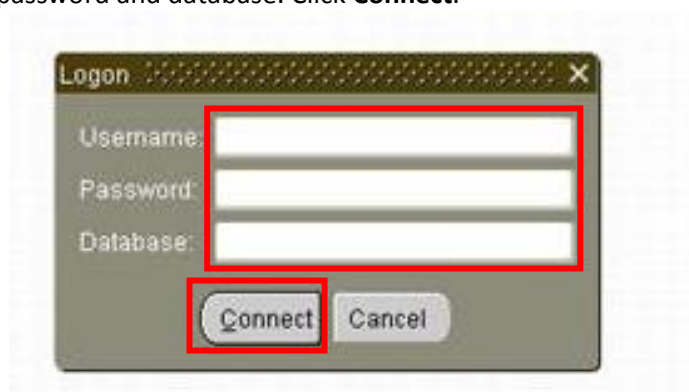 password and database. Click Connect.
Logon
Username:
Password:
Database:
Connect
Cancel